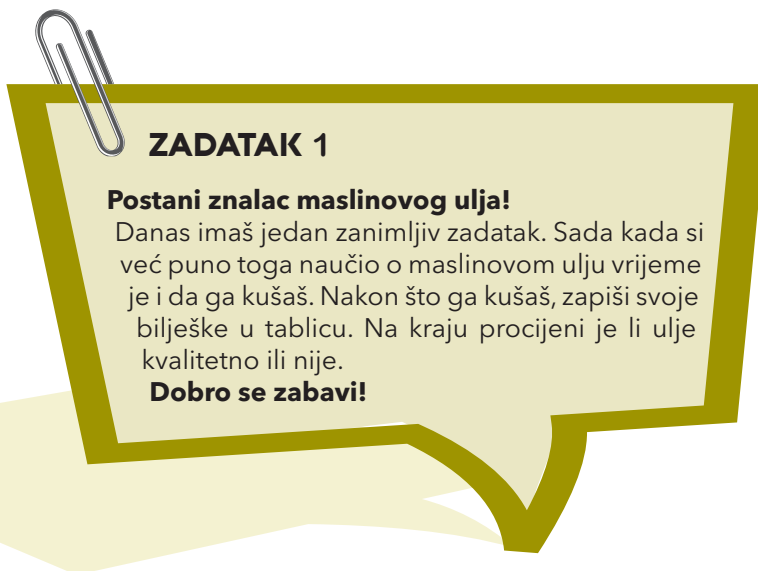 ZADATAK 1
Postani znalac maslinovog ulja!
Danas imaš jedan zanimljiv zadatak. Sada kada si
već puno toga naučio o maslinovom ulju vrijeme
je i da ga kušaš. Nakon što ga kušaš, zapiši svoje
bilješke u tablicu. Na kraju procijeni je li ulje
kvalitetno ili nije.
Dobro se zabavi!